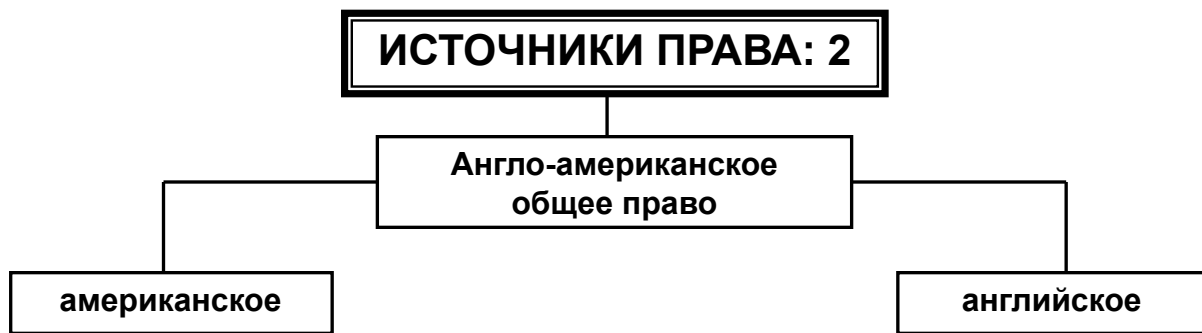 ИСТОЧНИКИ ПРАВА: 2
Англо-американское
общее право
американское
английское